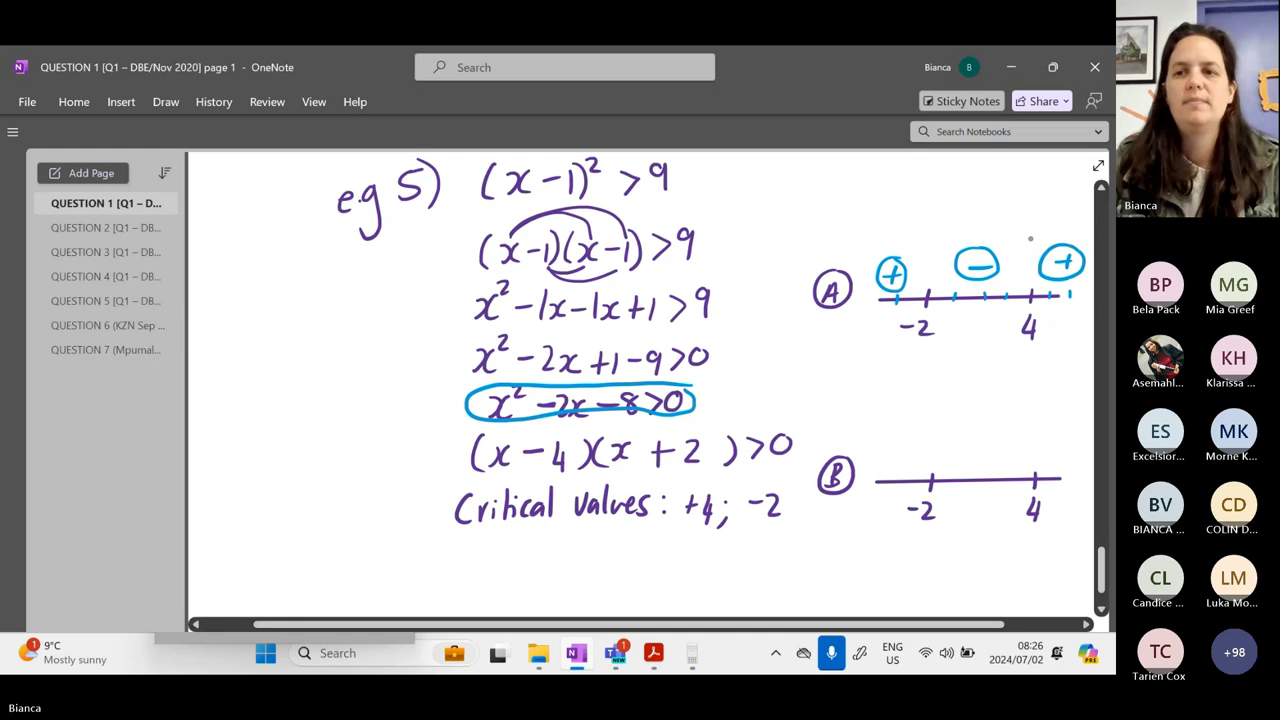 QUESTION 1 [Q1 – DBE/Nov 2020] page 1 - OneNote
Search
Bianca B
File Home Insert Draw History Review View Help
Sticky Notes Share
Search Notebooks
Add Page
QUESTION 1 [Q1 – D...
QUESTION 2 [Q1 – DB...
QUESTION 3 [Q1 – DB...
QUESTION 4 [Q1 – DB...
QUESTION 5 [Q1 – DB...
QUESTION 6 (KZN Sep ...
QUESTION 7 (Mpumal...
e.g 5) (x – 1)² > 9
(x – 1)(x – 1) > 9
x² – 1x – 1x + 1 > 9
x² – 2x + 1 – 9 > 0
x² – 2x – 8 > 0
(x – 4)(x + 2 ) > 0
Critical values: +4; –2
A + – +
–2 4
B
–2 4
Bianca
BP MG
Bela Pack Mia Greef
KH
Asemahl... Klarissa ...
ES MK
Excelsior... Morne K...
BV CD
BIANCA ... COLIN D...
CL LM
Candice ... Luka Mo...
TC +98
Tarien Cox
1 9°C
Mostly sunny
Search
1
NEW
ENG
US
08:26
2024/07/02
PRE
Bianca